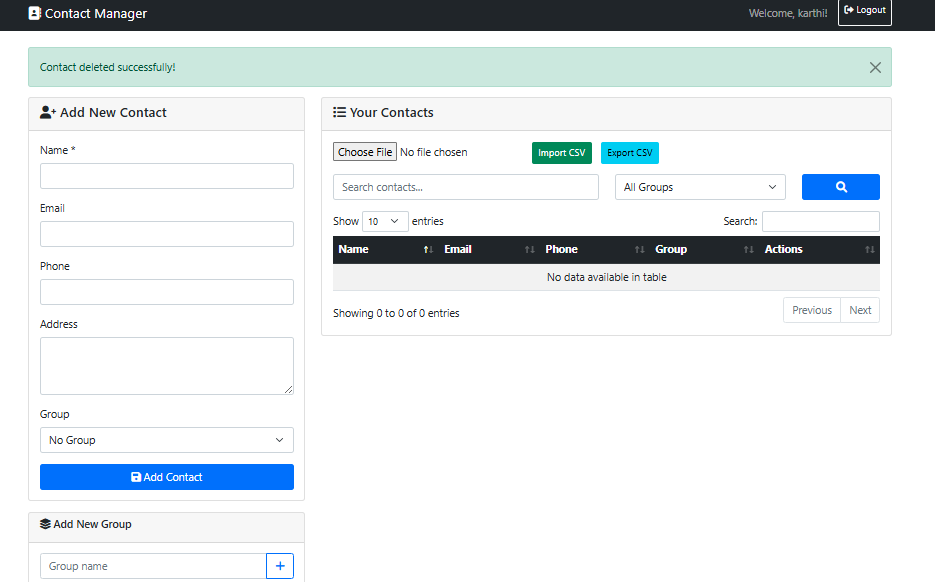 Contact Manager
Welcome, karthi!
Logout
Contact deleted successfully!
Add New Contact
Name *
Email
Phone
Address
Group
No Group
Add Contact
Add New Group
Group name
Your Contacts
Choose File No file chosen
Import CSV
Export CSV
Search contacts...
All Groups
Show 10 entries
Search:
Name Email Phone Group Actions
No data available in table
Showing 0 to 0 of 0 entries
Previous Next